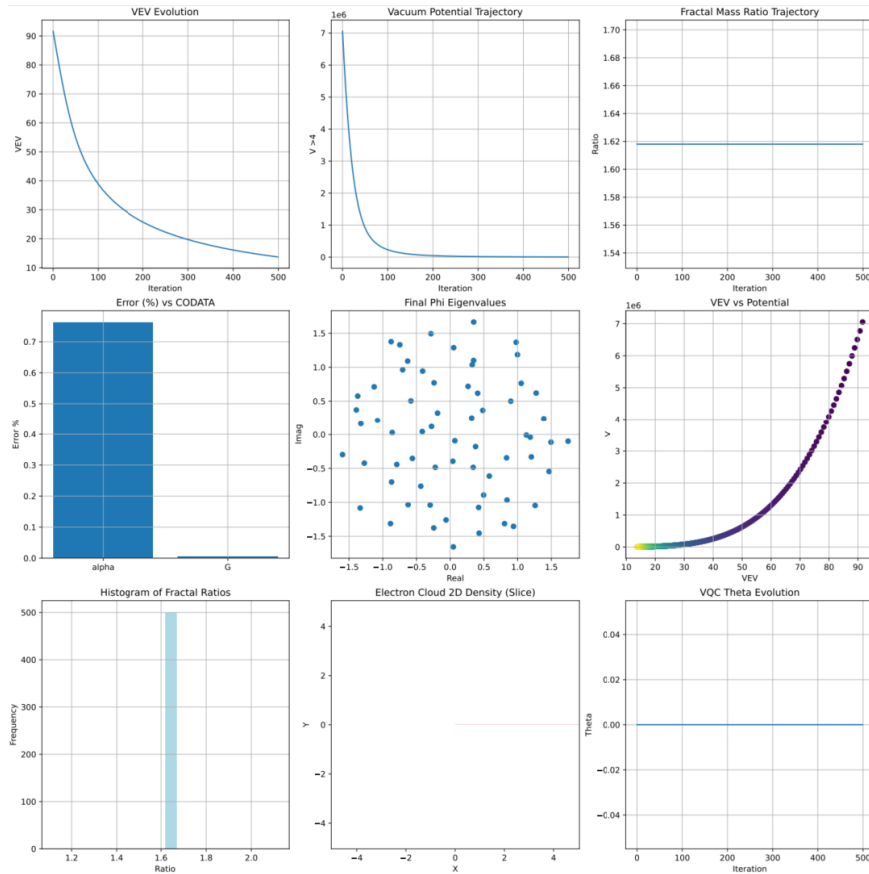 VEV Evolution
VEV
90
80
70
60
50
40
30
20
10
0 100 200 300 400 500
Iteration
Vacuum Potential Trajectory
1e6
V >4
7
6
5
4
3
2
1
0
0 100 200 300 400 500
Iteration
Fractal Mass Ratio Trajectory
Ratio
1.70
1.68
1.66
1.64
1.62
1.60
1.58
1.56
1.54
0 100 200 300 400 500
Iteration
Error (%) vs CODATA
Error %
0.7
0.6
0.5
0.4
0.3
0.2
0.1
0.0
alpha G
Final Phi Eigenvalues
Imag
1.5
1.0
0.5
0.0
−0.5
−1.0
−1.5
−1.5 −1.0 −0.5 0.0 0.5 1.0 1.5
Real
VEV vs Potential
1e6
V
7
6
5
4
3
2
1
0
10 20 30 40 50 60 70 80 90
VEV
Histogram of Fractal Ratios
Frequency
500
400
300
200
100
0
1.2 1.4 1.6 1.8 2.0
Ratio
Electron Cloud 2D Density (Slice)
Y
4
2
0
−2
−4
−4 −2 0 2 4
X
VQC Theta Evolution
Theta
0.04
0.02
0.00
−0.02
−0.04
0 100 200 300 400 500
Iteration